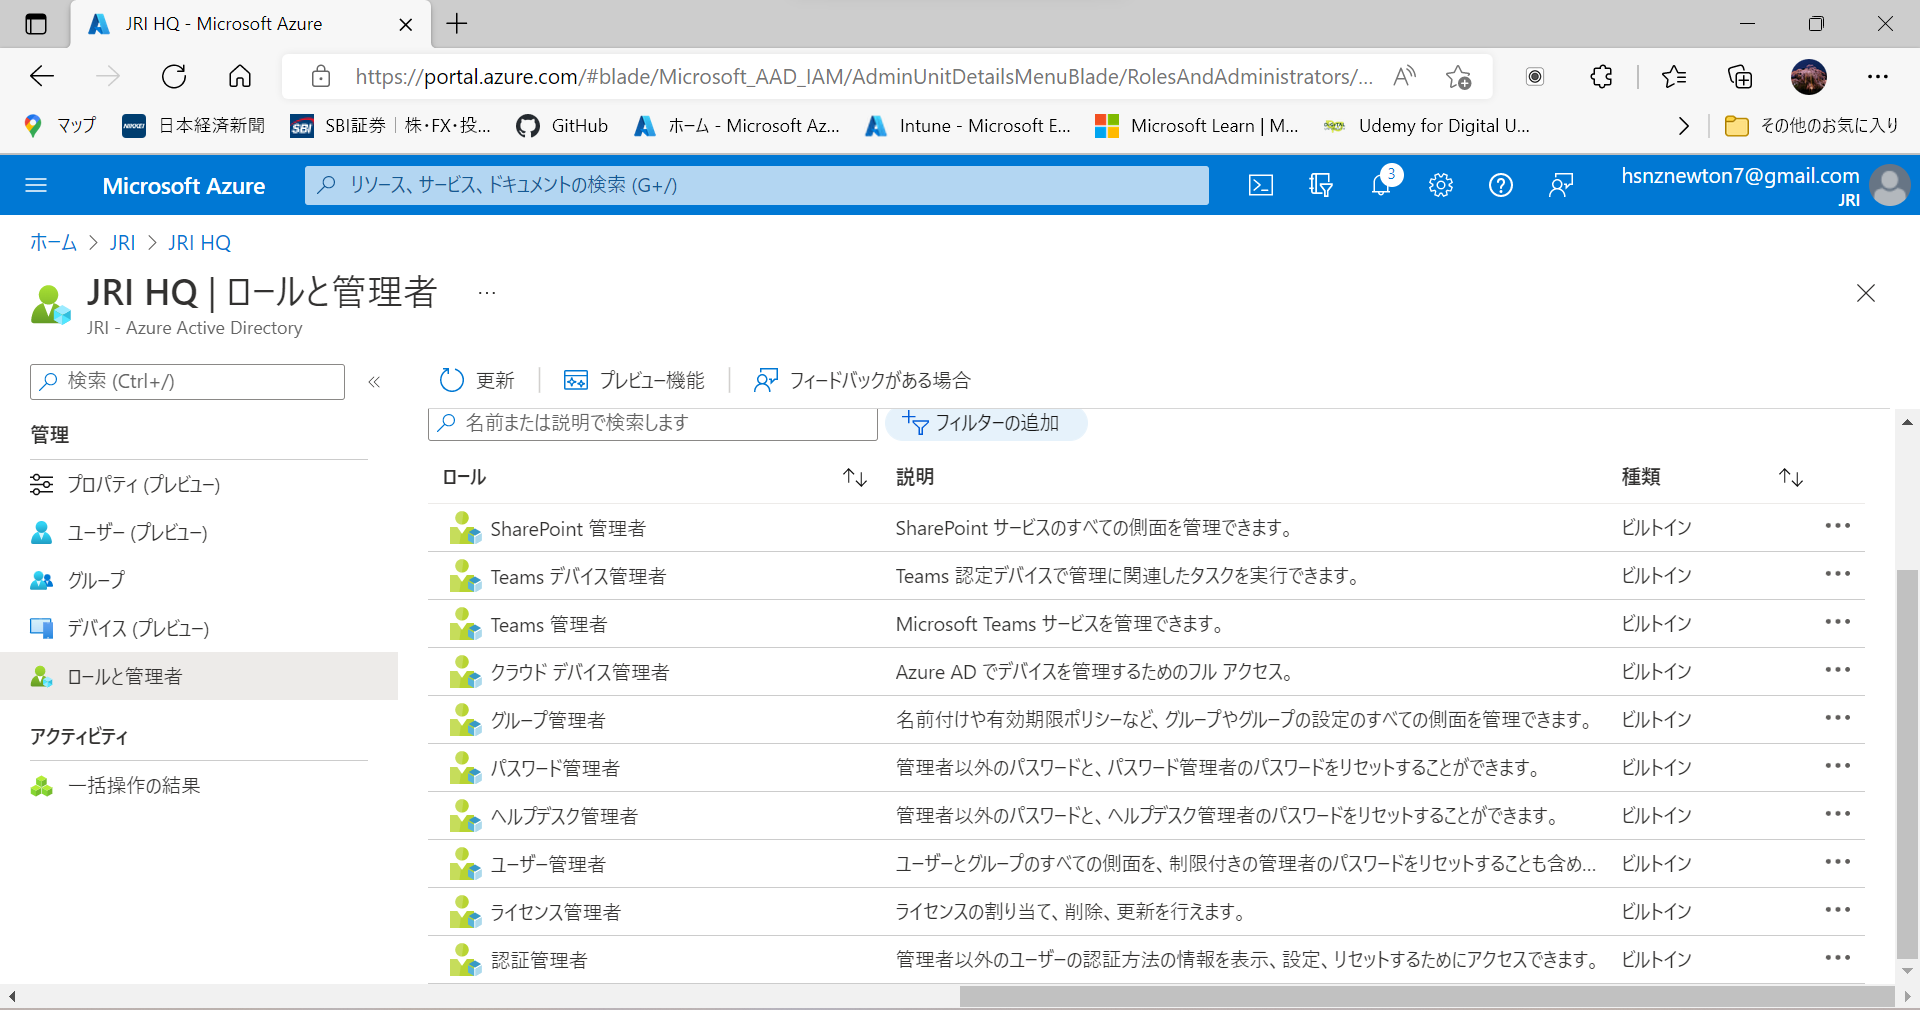 JRI HQ - Microsoft Azure
https://portal.azure.com/#blade/Microsoft_AAD_IAM/AdminUnitDetailsMenuBlade/RolesAndAdministrators/...
マップ 日本経済新聞 SBI証券｜株・FX・投... GitHub ホーム - Microsoft Az... Intune - Microsoft E... Microsoft Learn | M... Udemy for Digital U... その他のお気に入り
Microsoft Azure リソース、サービス、ドキュメントの検索 (G+/) 3 hsnznewton7@gmail.com
JRI
ホーム > JRI > JRI HQ
JRI HQ | ロールと管理者 ...
JRI - Azure Active Directory
検索 (Ctrl+/) « 更新 プレビュー機能 フィードバックがある場合
管理
プロパティ (プレビュー)
ユーザー (プレビュー)
グループ
デバイス (プレビュー)
ロールと管理者
アクティビティ
一括操作の結果
名前または説明で検索します フィルターの追加
ロール 説明 種類
SharePoint 管理者 SharePoint サービスのすべての側面を管理できます。 ビルトイン
Teams デバイス管理者 Teams 認定デバイスで管理に関連したタスクを実行できます。 ビルトイン
Teams 管理者 Microsoft Teams サービスを管理できます。 ビルトイン
クラウド デバイス管理者 Azure AD でデバイスを管理するためのフル アクセス。 ビルトイン
グループ管理者 名前付けや有効期限ポリシーなど、グループやグループの設定のすべての側面を管理できます。 ビルトイン
パスワード管理者 管理者以外のパスワードと、パスワード管理者のパスワードをリセットすることができます。 ビルトイン
ヘルプデスク管理者 管理者以外のパスワードと、ヘルプデスク管理者のパスワードをリセットすることができます。 ビルトイン
ユーザー管理者 ユーザーとグループのすべての側面を、制限付きの管理者のパスワードをリセットすることも含め... ビルトイン
ライセンス管理者 ライセンスの割り当て、削除、更新を行えます。 ビルトイン
認証管理者 管理者以外のユーザーの認証方法の情報を表示、設定、リセットするためにアクセスできます。 ビルトイン